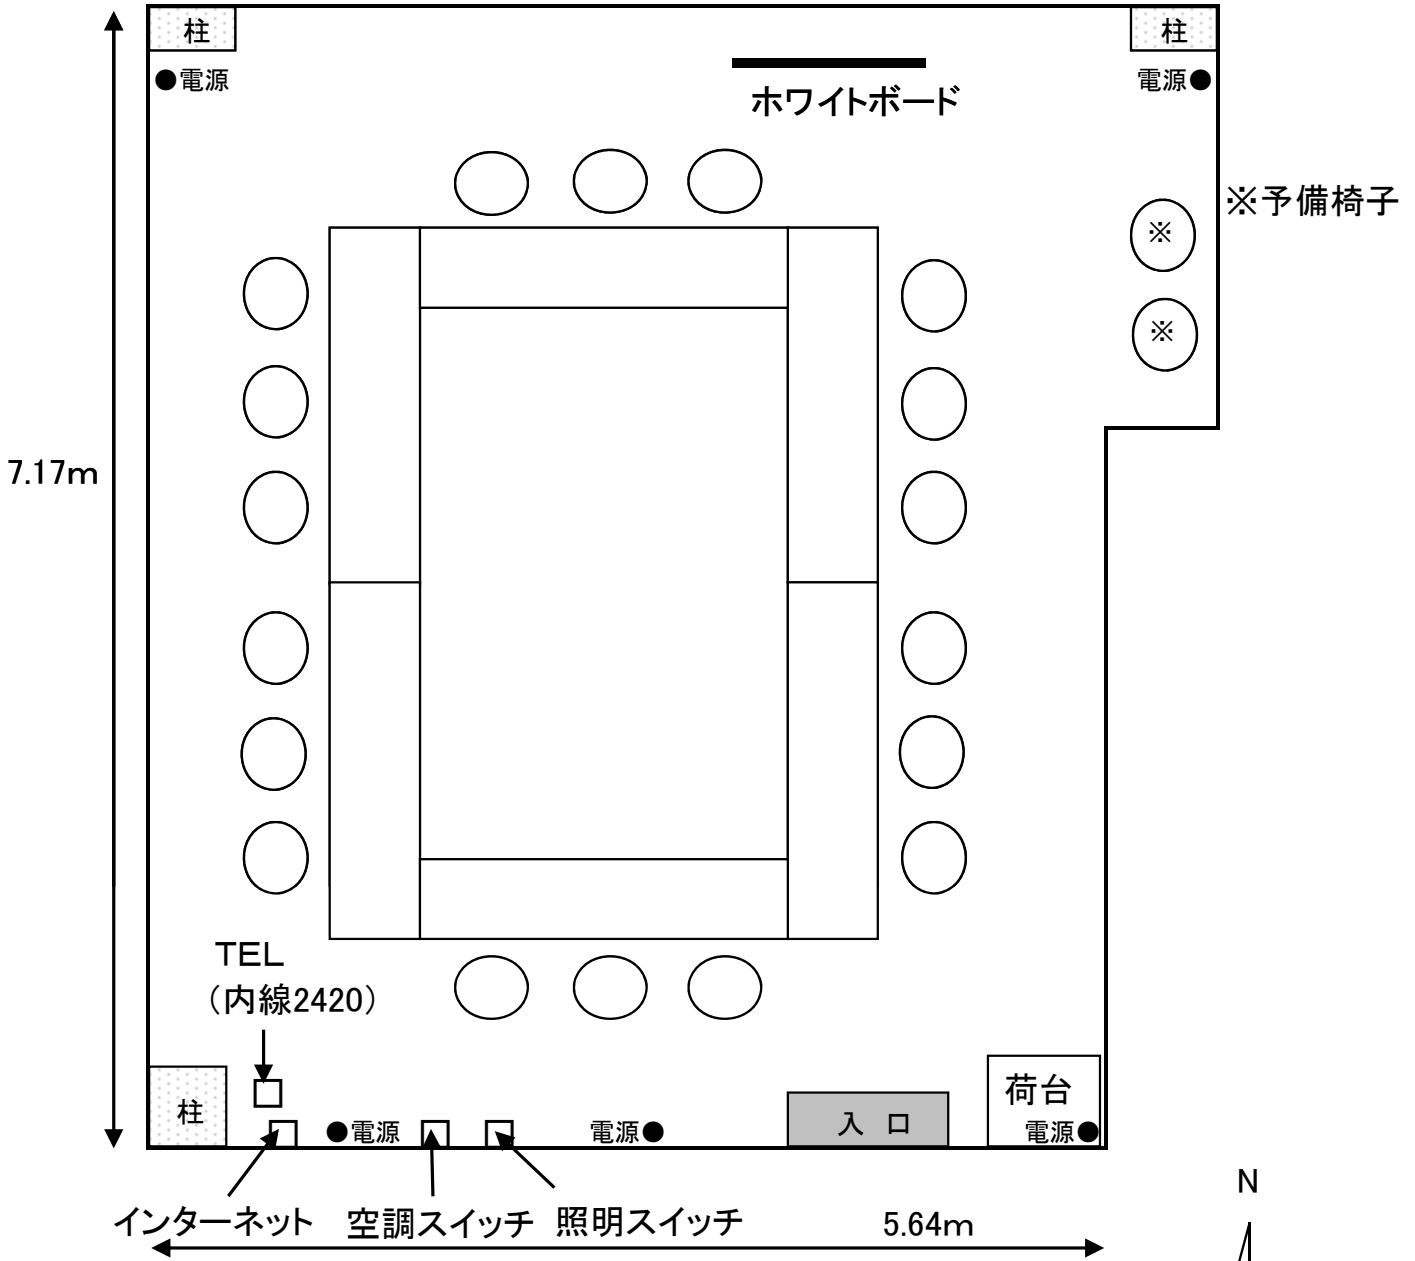 柱
柱
●電源
電源●
ホワイトボード
※予備椅子
※
※
7.17m
TEL
（内線2420）
柱
●電源
電源●
入 口
荷台
電源●
インターネット
空調スイッチ
照明スイッチ
5.64m
N